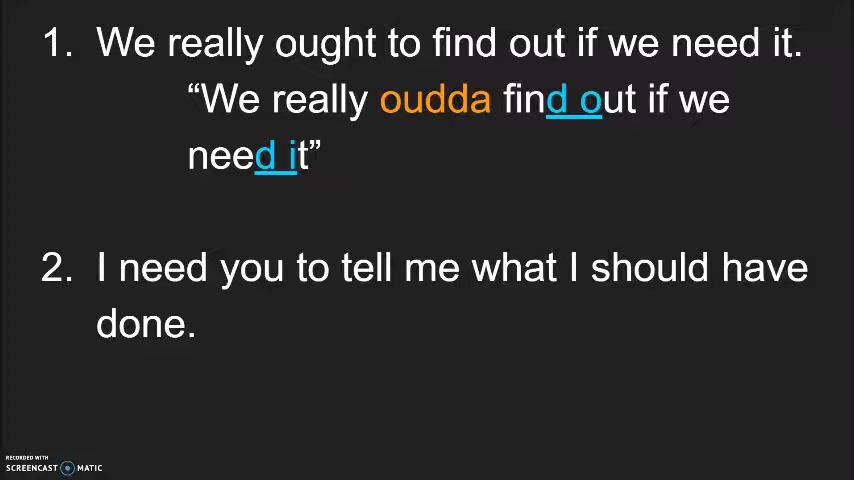 1. We really ought to find out if we need it.
“We really oudda find out if we
need it”
2. I need you to tell me what I should have
done.
RECORDED WITH
SCREENCAST MATIC